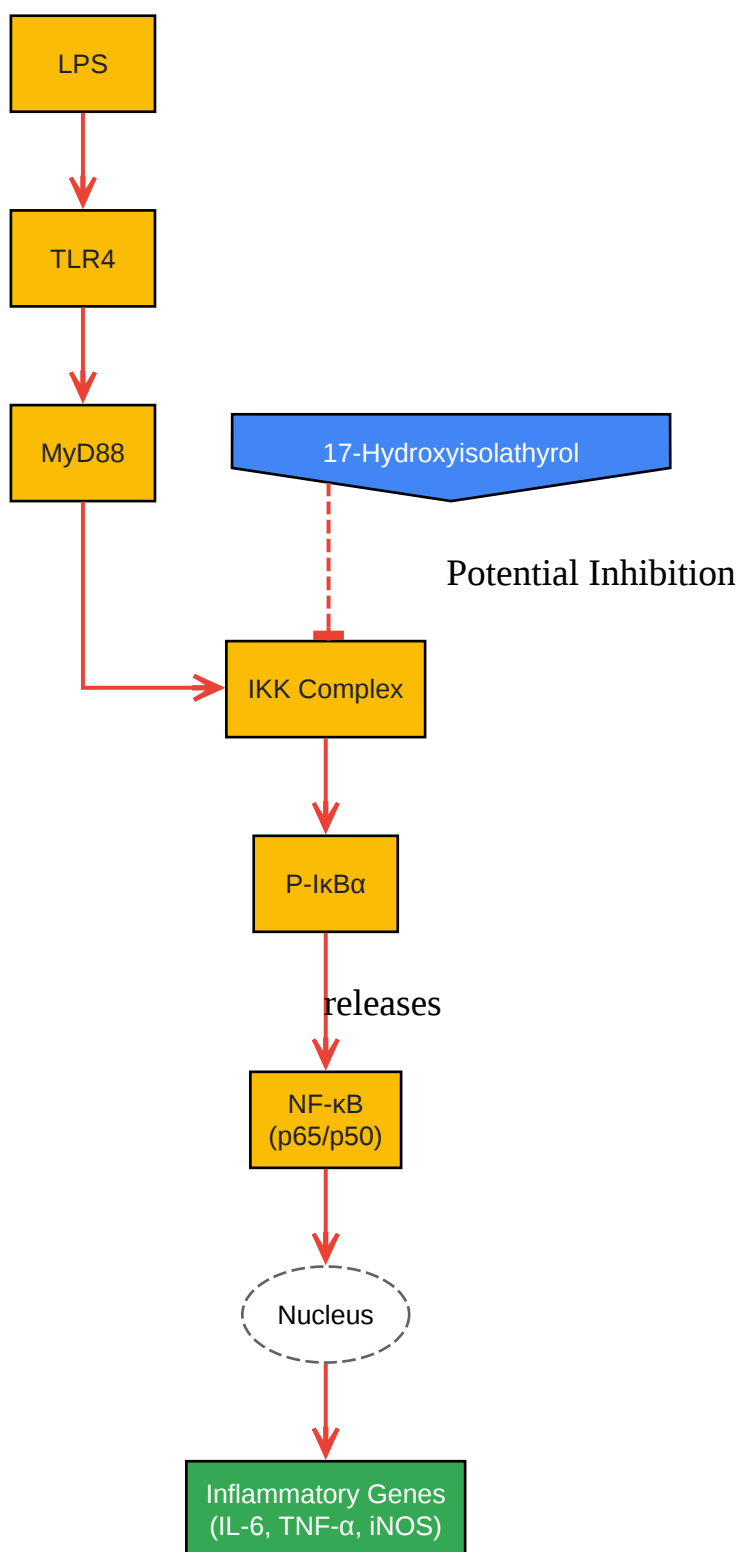 LPS
TLR4
MyD88
17-Hydroxyisolathyrol
Potential Inhibition
IKK Complex
P-IκBα
releases
NF-κB
(p65/p50)
Nucleus
Inflammatory Genes
(IL-6, TNF-α, iNOS)